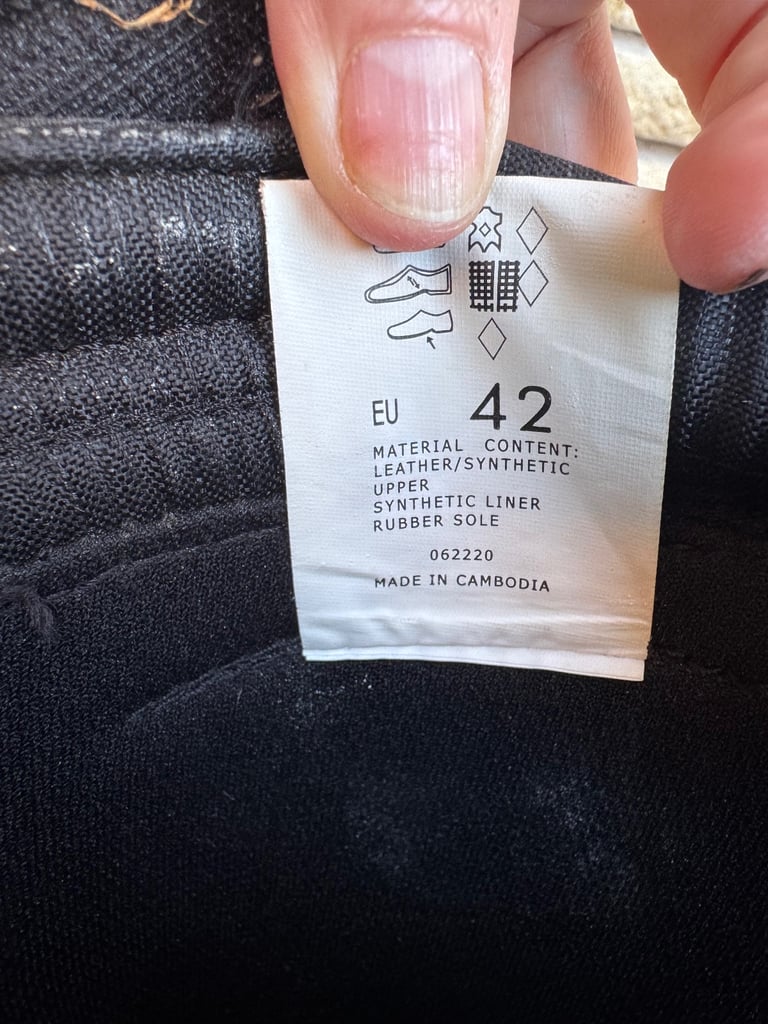 EU 42
MATERIAL CONTENT:
LEATHER/SYNTHETIC
UPPER
SYNTHETIC LINER
RUBBER SOLE
062220
MADE IN CAMBODIA